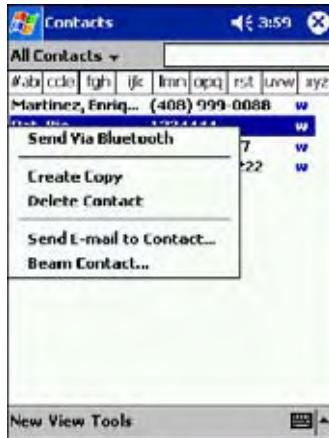 Contacts 3:59
All Contacts
#ab cde fgh ijk lmn opq rst uvw xyz
Martinez, Enriq... (408) 999-0088 w
w
Send Via Bluetooth
7 w
Create Copy
*22 w
Delete Contact
Send E-mail to Contact...
Beam Contact...
New View Tools